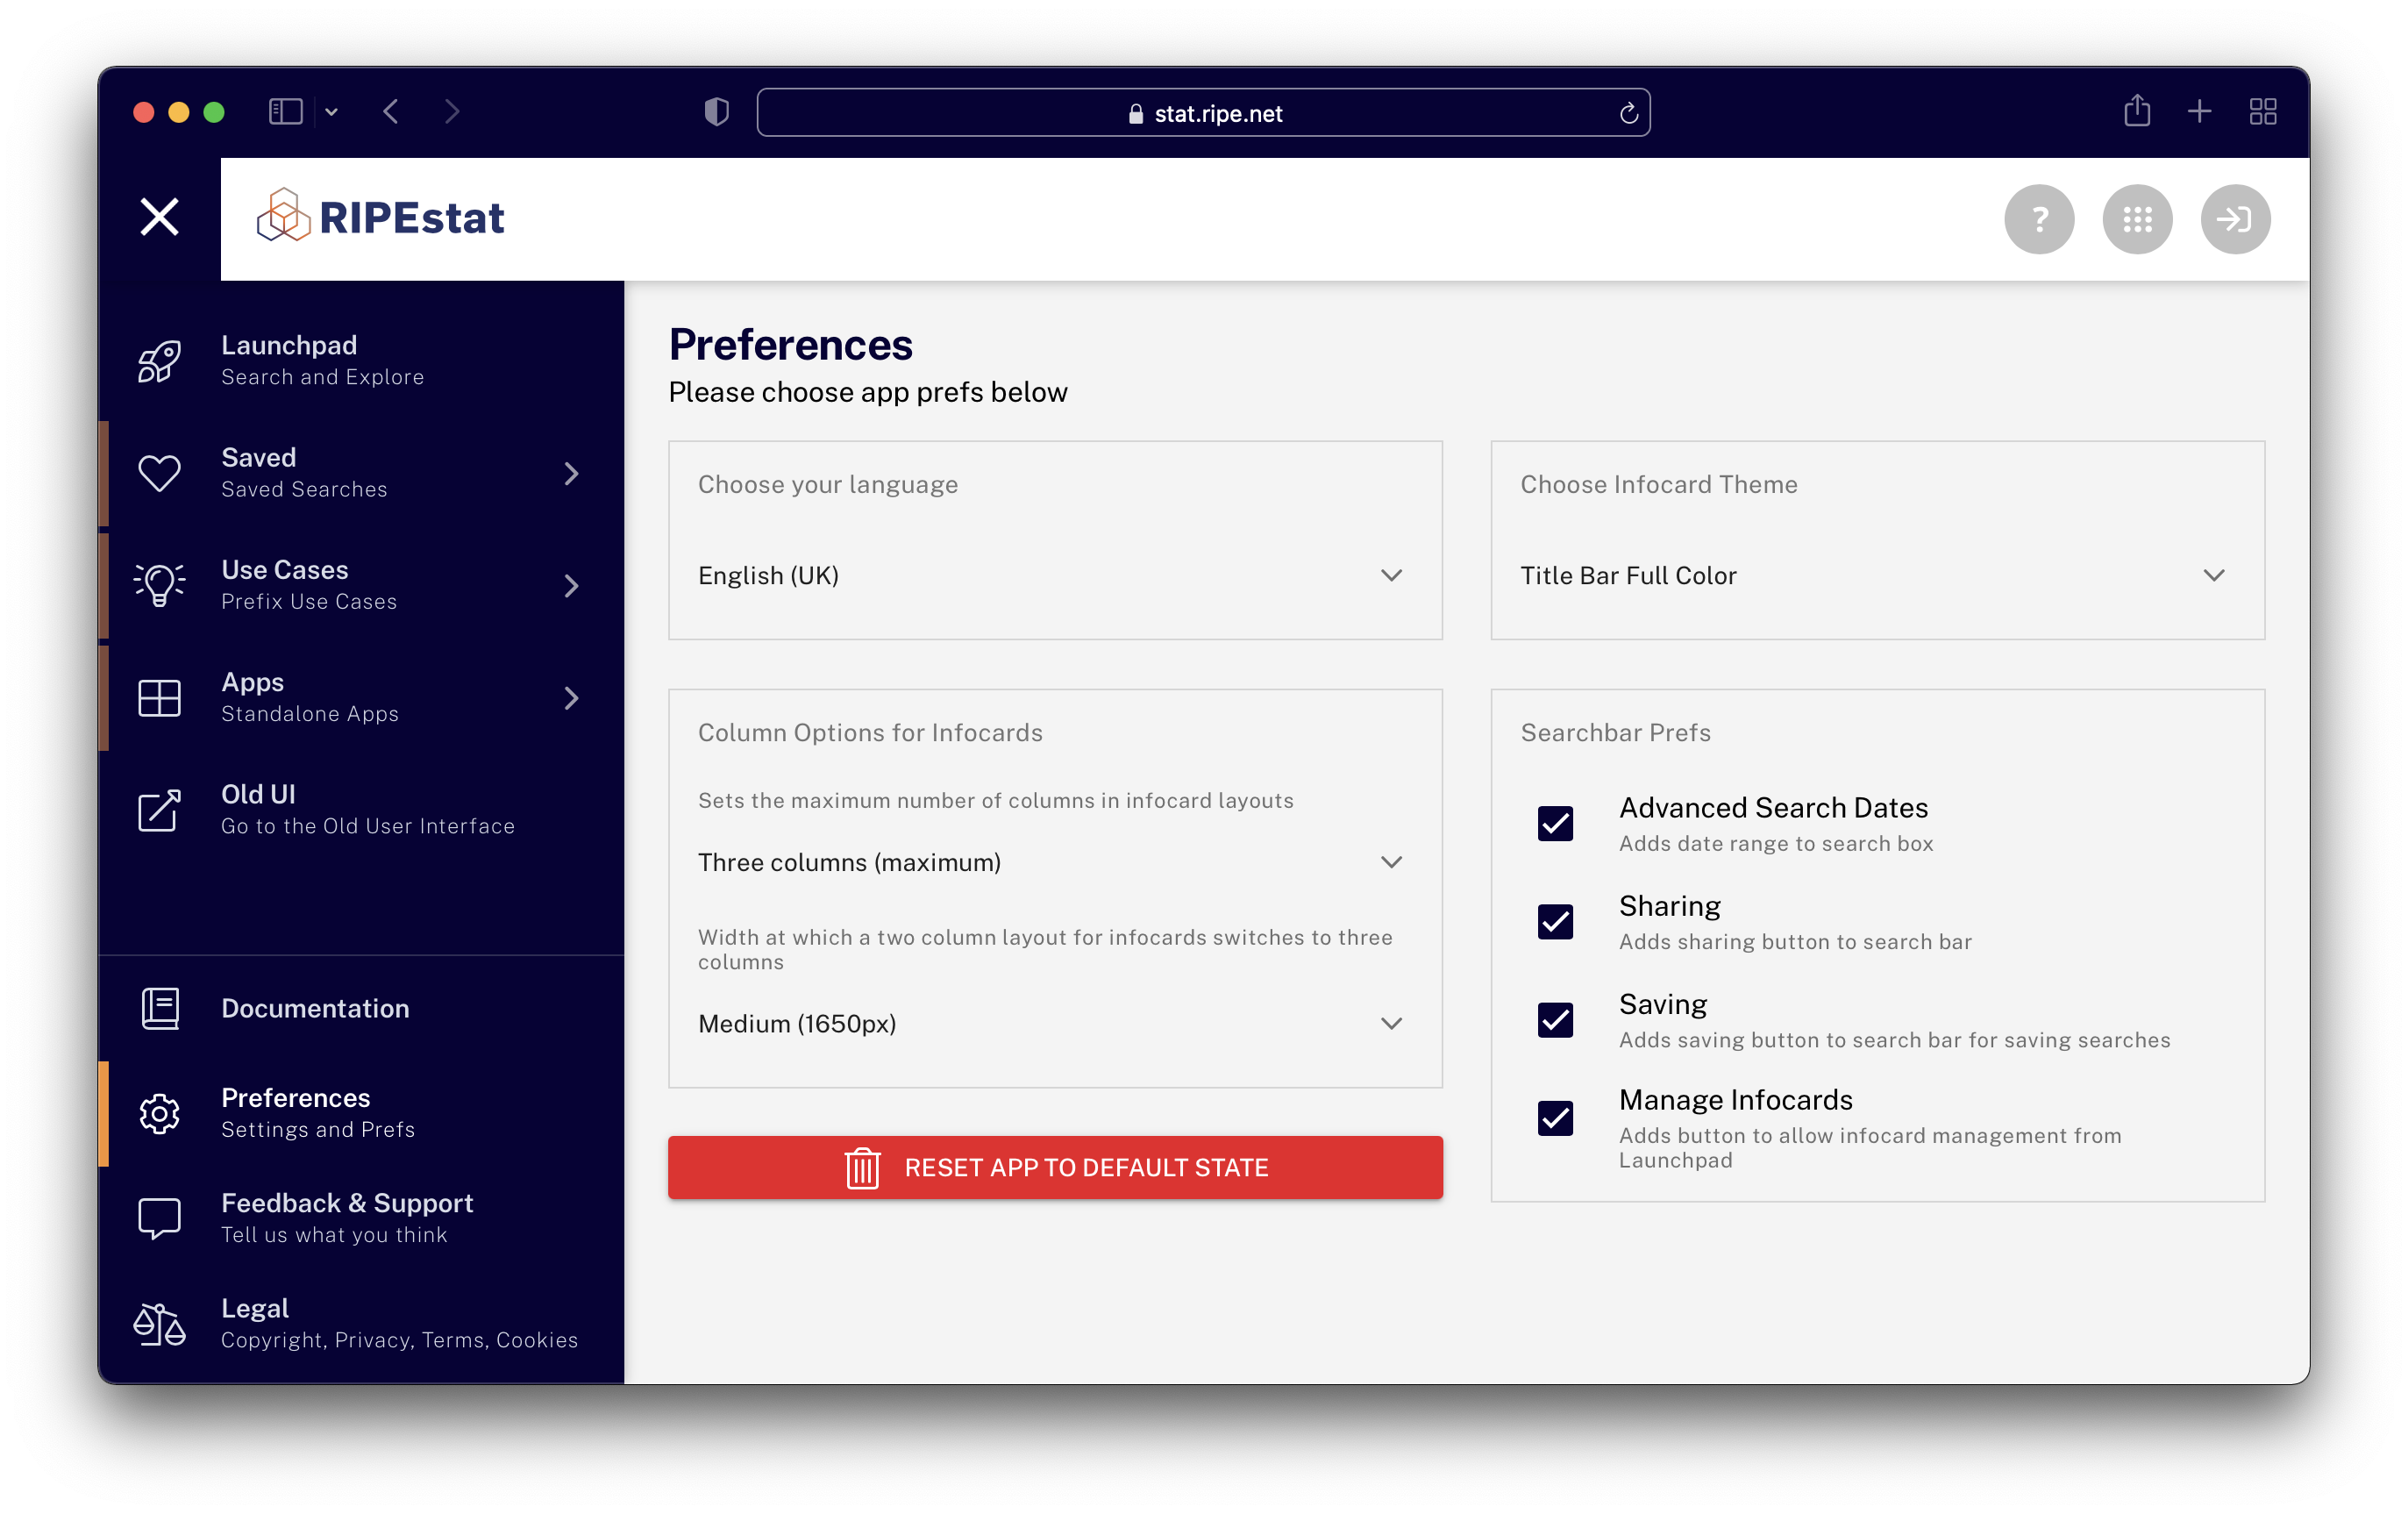 stat.ripe.net
RIPEstat
?
Launchpad
Search and Explore
Saved
Saved Searches
Use Cases
Prefix Use Cases
Apps
Standalone Apps
Old UI
Go to the Old User Interface
Documentation
Preferences
Settings and Prefs
Feedback & Support
Tell us what you think
Legal
Copyright, Privacy, Terms, Cookies
Preferences
Please choose app prefs below
Choose your language
English (UK)
Choose Infocard Theme
Title Bar Full Color
Column Options for Infocards
Sets the maximum number of columns in infocard layouts
Three columns (maximum)
Width at which a two column layout for infocards switches to three
columns
Medium (1650px)
RESET APP TO DEFAULT STATE
Searchbar Prefs
Advanced Search Dates
Adds date range to search box
Sharing
Adds sharing button to search bar
Saving
Adds saving button to search bar for saving searches
Manage Infocards
Adds button to allow infocard management from
Launchpad